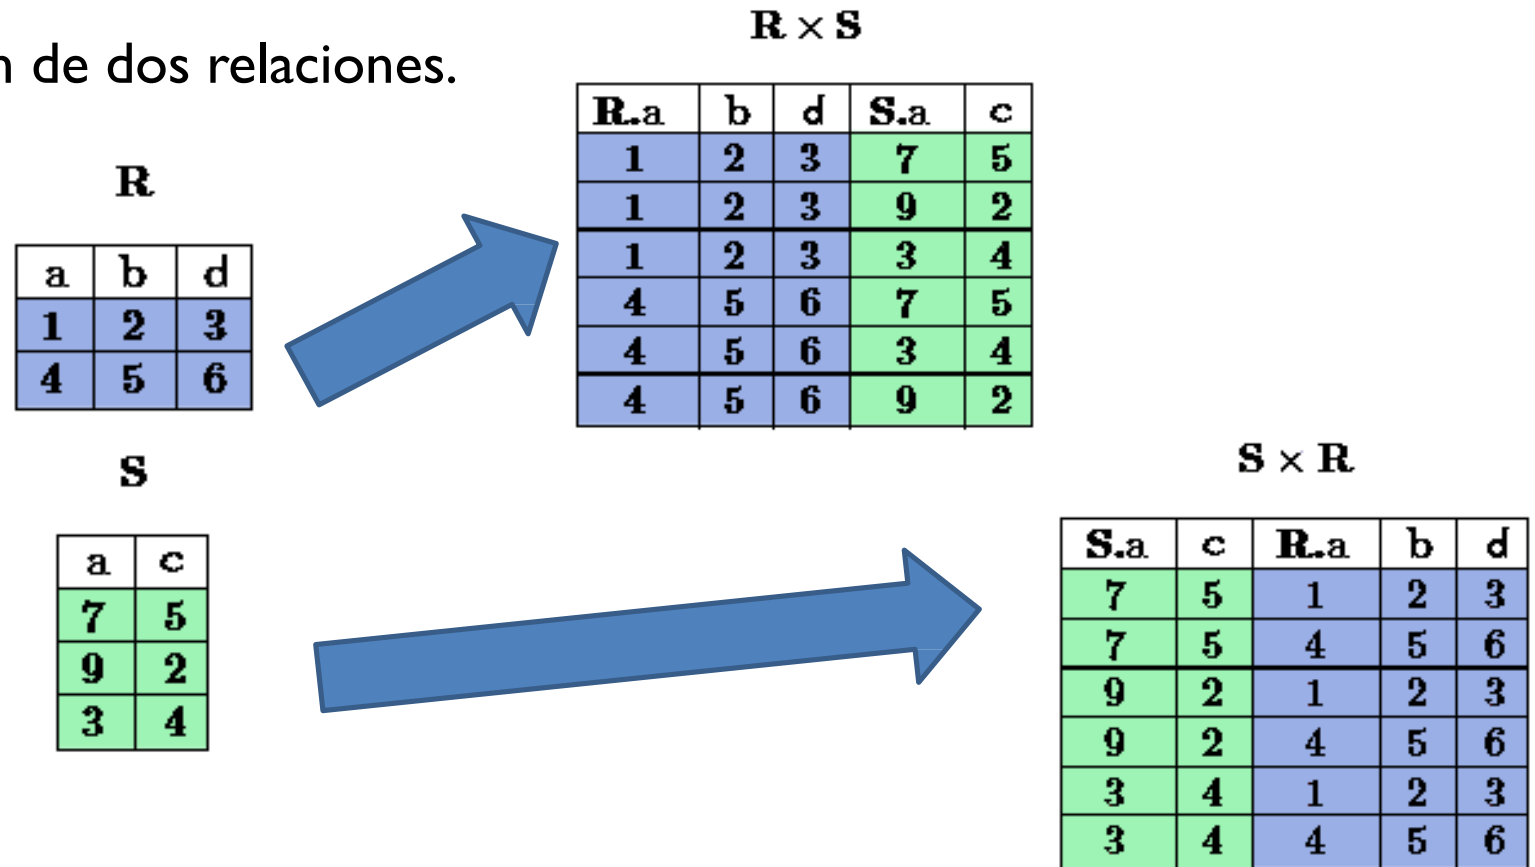 n de dos relaciones.
R × S
R.a b d S.a c
1 2 3 7 5
1 2 3 9 2
1 2 3 3 4
4 5 6 7 5
4 5 6 3 4
4 5 6 9 2
R
a b d
1 2 3
4 5 6
S
a c
7 5
9 2
3 4
S × R
S.a c R.a b d
7 5 1 2 3
7 5 4 5 6
9 2 1 2 3
9 2 4 5 6
3 4 1 2 3
3 4 4 5 6